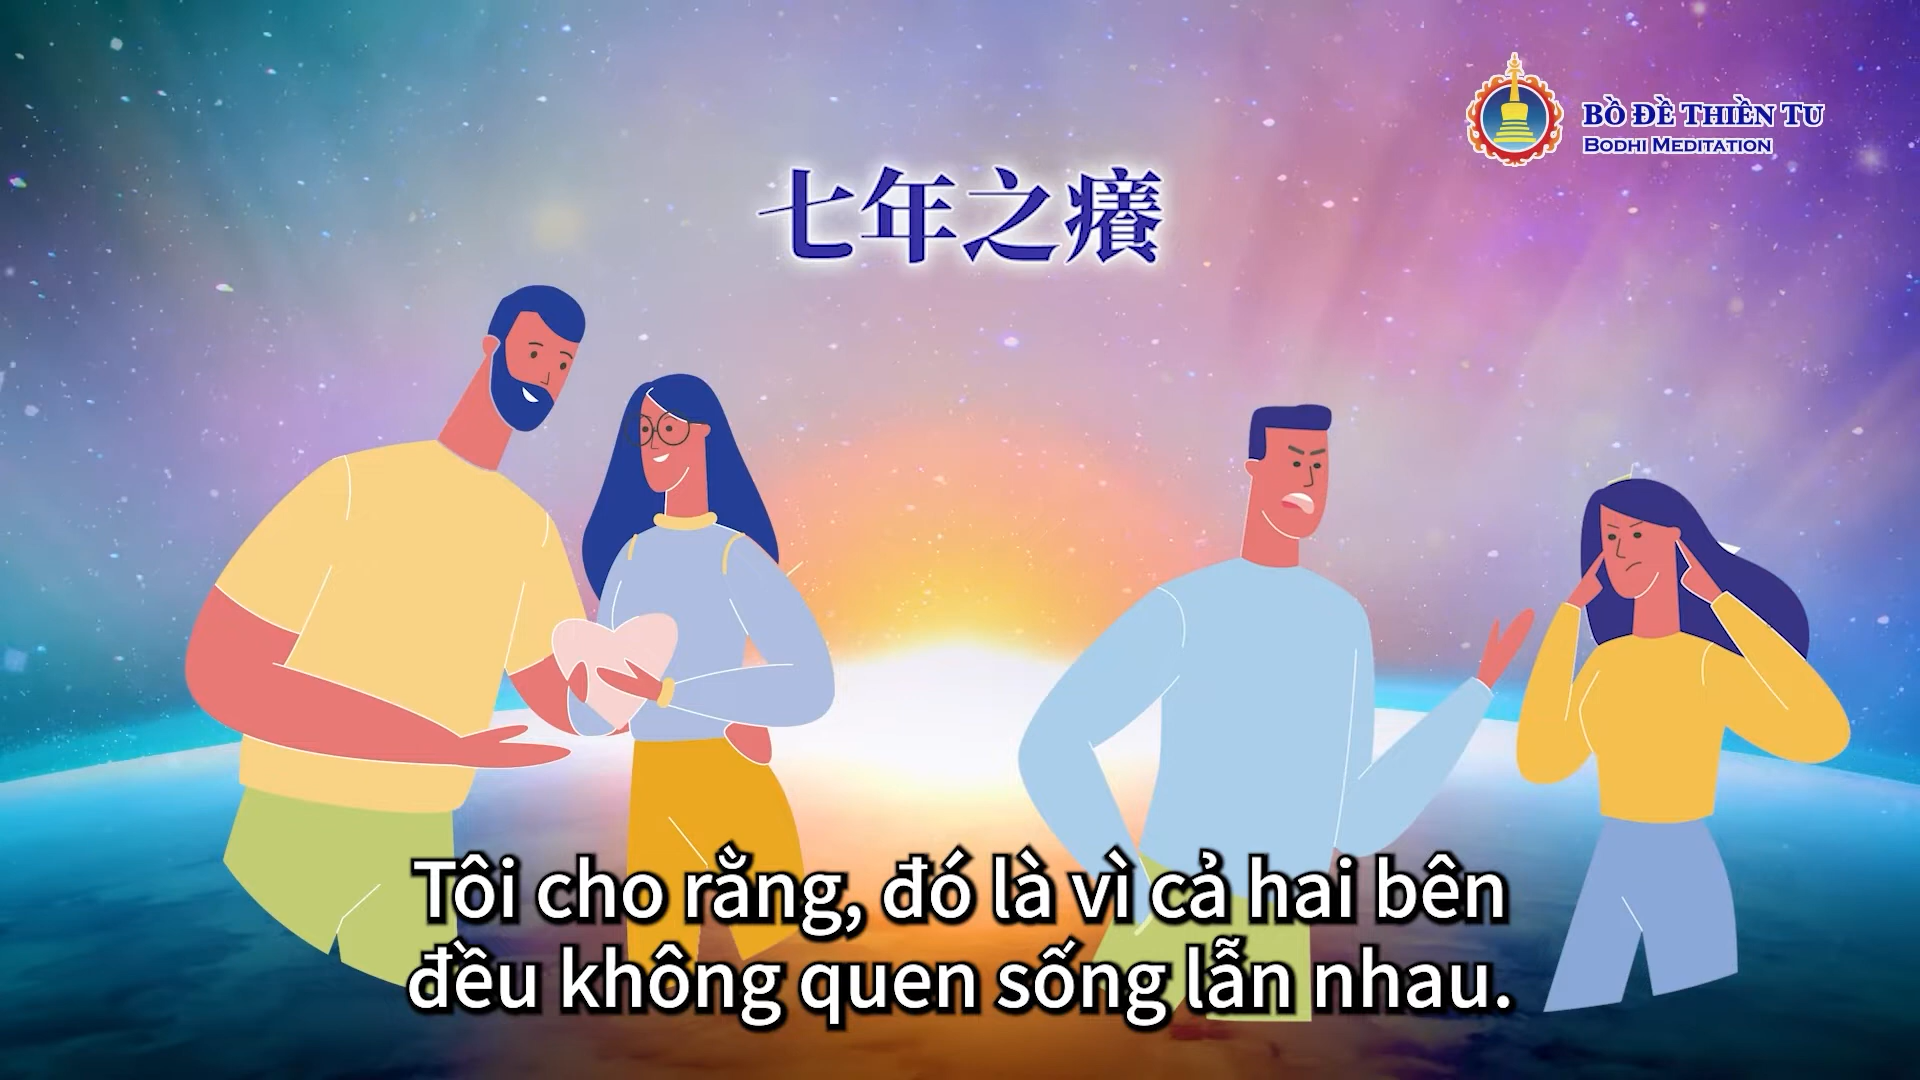 BỒ ĐỀ THIỀN TU
BODHI MEDITATION
七年之癢
Tôi cho rằng, đó là vì cả hai bên
đều không quen sống lẫn nhau.